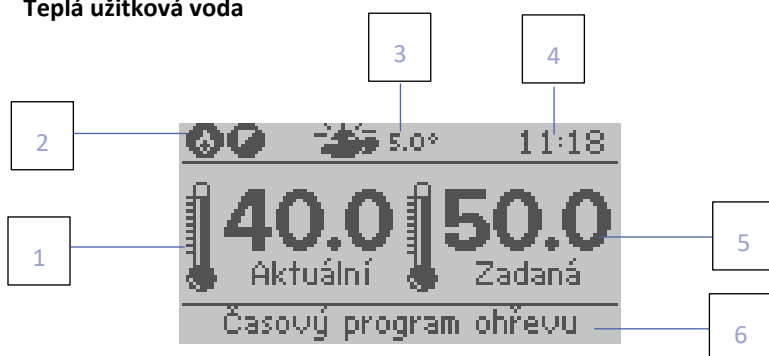 Teplá užitková voda
3 4
2
5.0° 11:18
1 40.0 50.0 5
Aktuální Zadaná
Časový program ohřevu
6